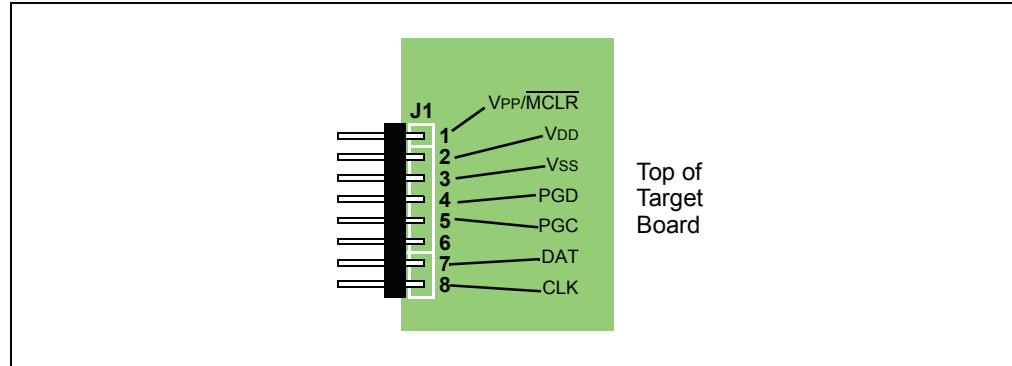 J1
1 VPP/MCLR
2 VDD
3 VSS
4 PGD
5 PGC
6
7 DAT
8 CLK
Top of
Target
Board